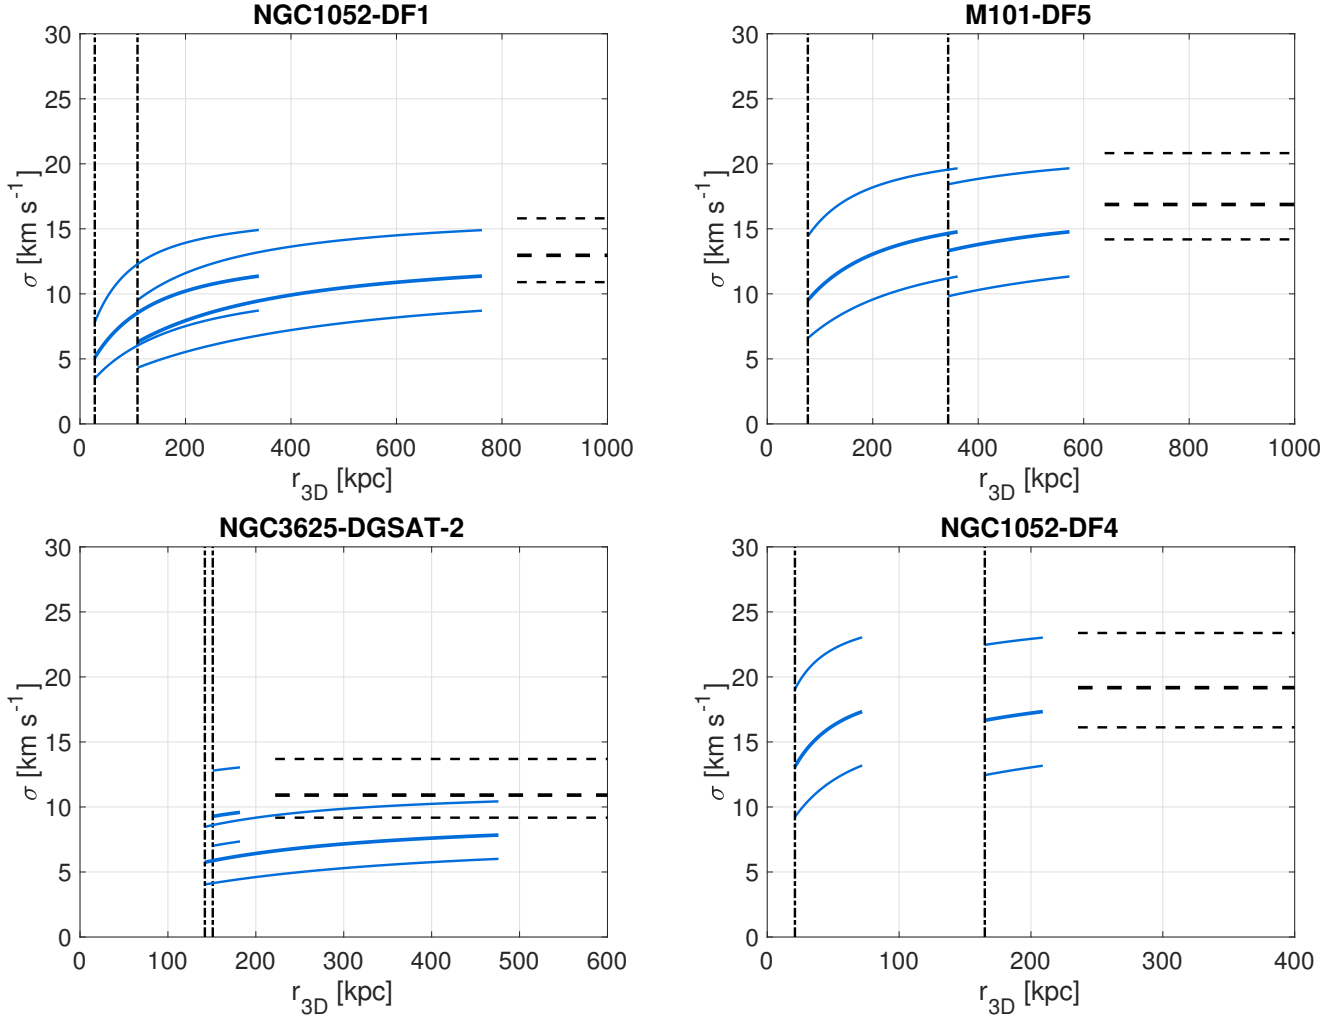 NGC1052-DF1
30
25
20
15
10
5
0
σ [km s⁻¹]
0 200 400 600 800 1000
r₃D [kpc]
M101-DF5
30
25
20
15
10
5
0
σ [km s⁻¹]
0 200 400 600 800 1000
r₃D [kpc]
NGC3625-DGSAT-2
30
25
20
15
10
5
0
σ [km s⁻¹]
0 100 200 300 400 500 600
r₃D [kpc]
NGC1052-DF4
30
25
20
15
10
5
0
σ [km s⁻¹]
0 100 200 300 400
r₃D [kpc]